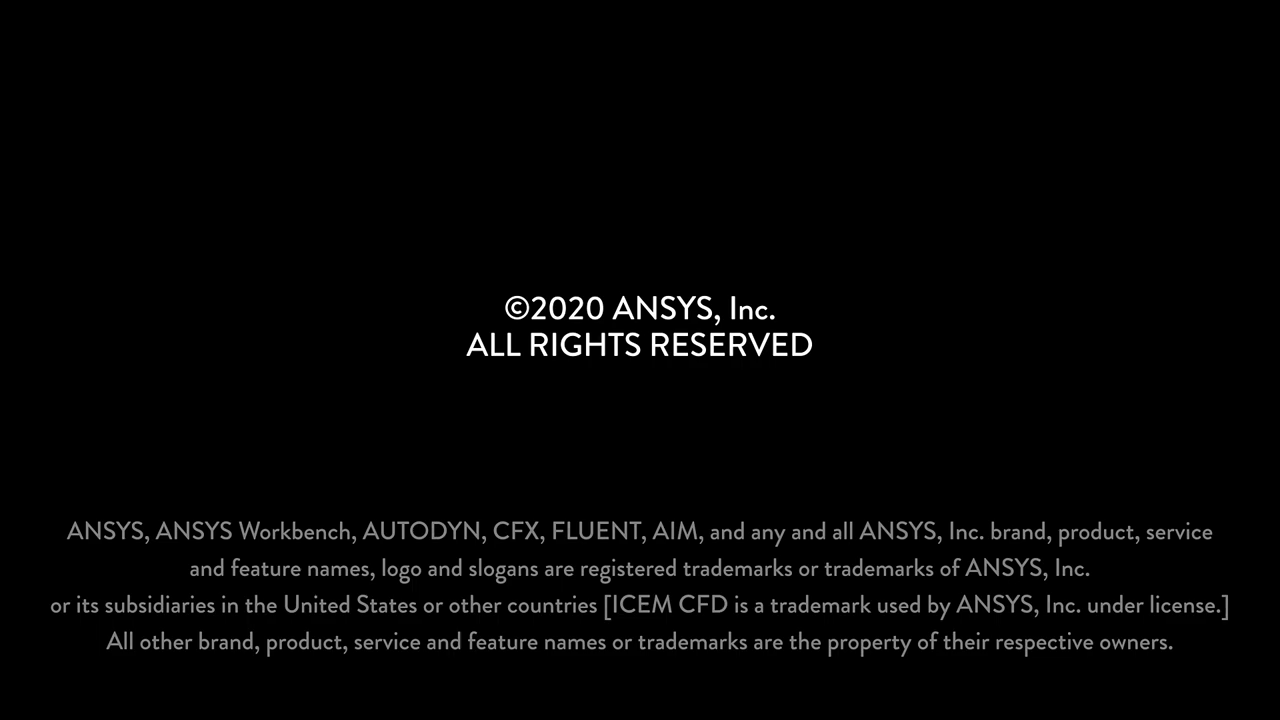 ©2020 ANSYS, Inc.
ALL RIGHTS RESERVED
ANSYS, ANSYS Workbench, AUTODYN, CFX, FLUENT, AIM, and any and all ANSYS, Inc. brand, product, service
and feature names, logo and slogans are registered trademarks or trademarks of ANSYS, Inc.
or its subsidiaries in the United States or other countries [ICEM CFD is a trademark used by ANSYS, Inc. under license.]
All other brand, product, service and feature names or trademarks are the property of their respective owners.